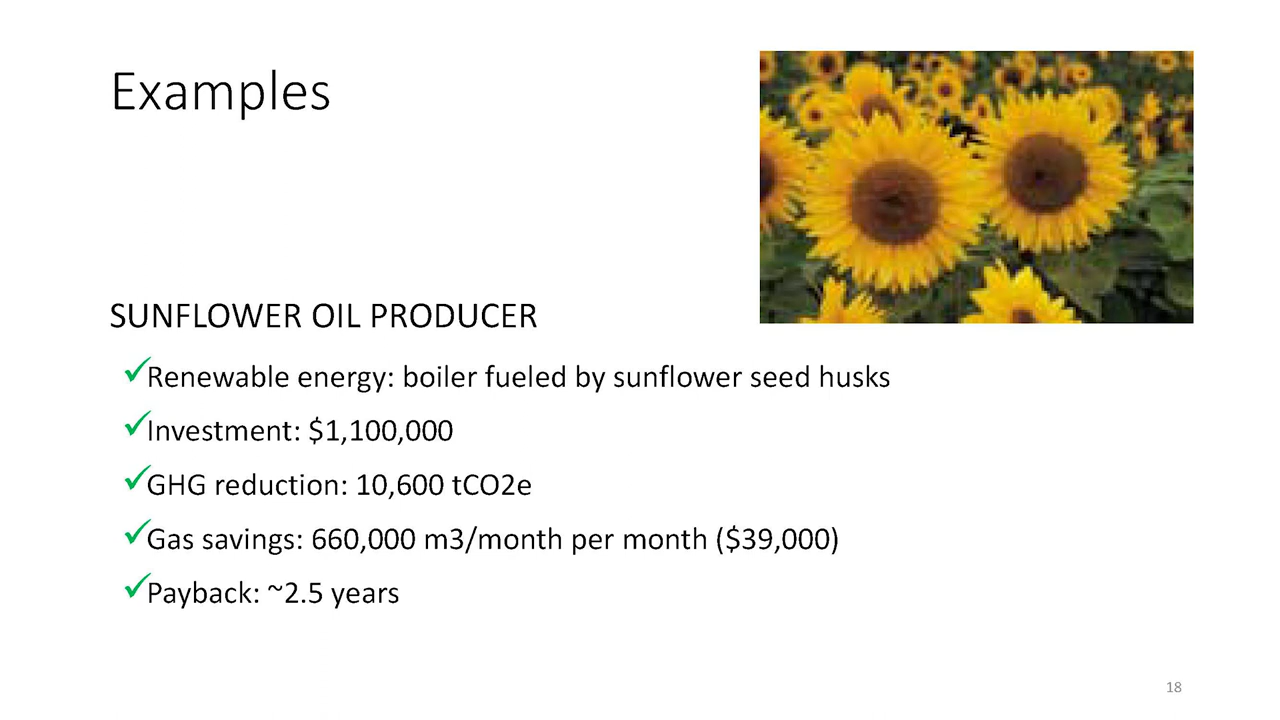 Examples
SUNFLOWER OIL PRODUCER
✓Renewable energy: boiler fueled by sunflower seed husks
✓Investment: $1,100,000
✓GHG reduction: 10,600 tCO2e
✓Gas savings: 660,000 m3/month per month ($39,000)
✓Payback: ~2.5 years
18